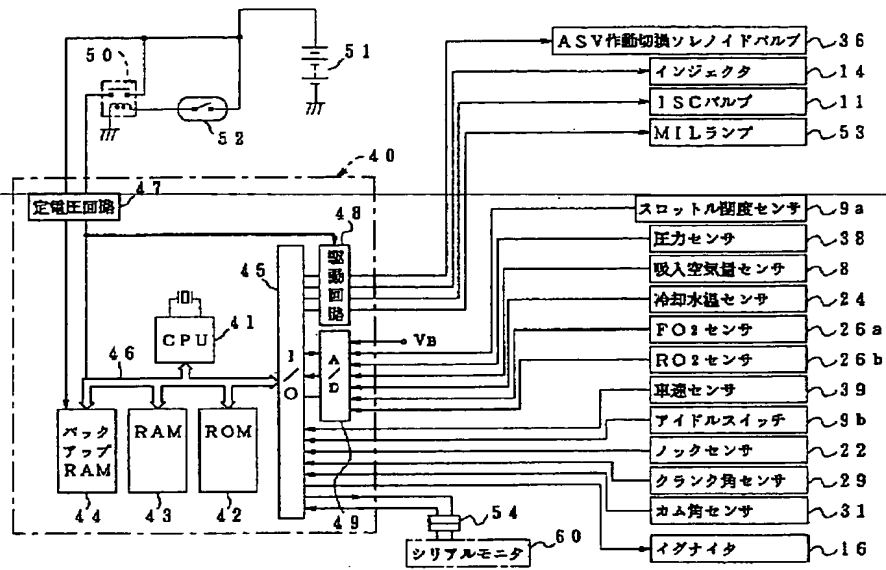 50
51
52
ASV作動切換ソレノイドバルブ 36
インジェクタ 14
ISCバルブ 11
MILランプ 53
40
定電圧回路 47
スロットル開度センサ 9a
圧力センサ 38
吸入空気量センサ 8
冷却水温センサ 24
FO2センサ 26a
RO2センサ 26b
車速センサ 39
アイドルスイッチ 9b
ノックセンサ 22
クランク角センサ 29
カム角センサ 31
イグナイタ 16
48
駆動回路
45
I/O
A/D
49
VB
CPU 41
46
バックアップRAM
44
RAM
43
ROM
42
54
シリアルモニタ 60